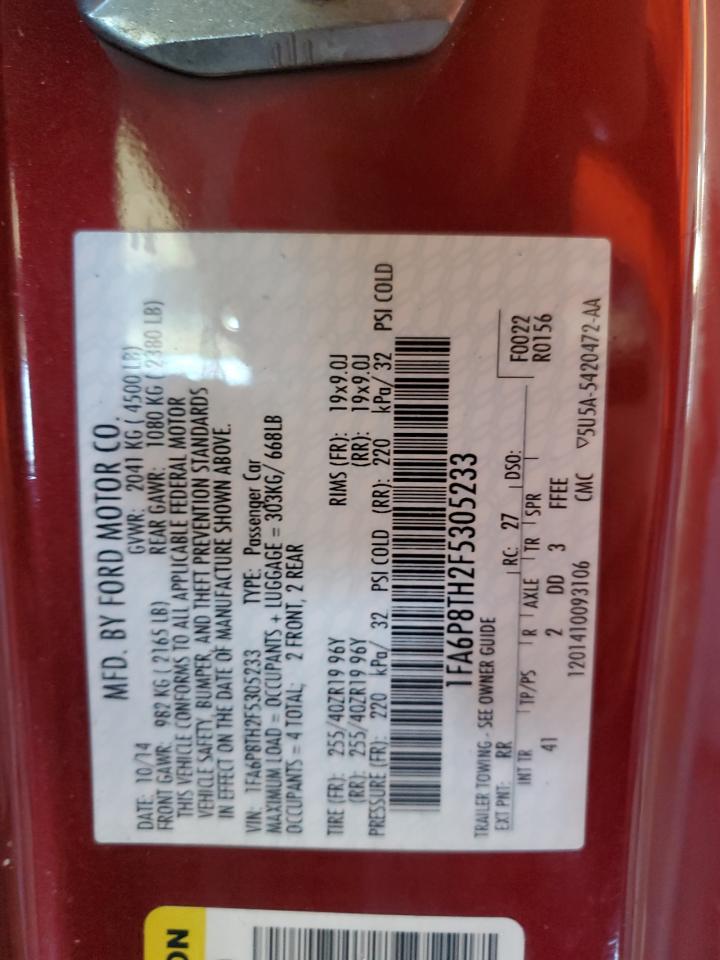 MFD. BY FORD MOTOR CO.
DATE: 10/14 GVWR: 2041 KG ( 4500 LB)
FRONT GAWR: 982 KG ( 2165 LB) REAR GAWR: 1080 KG ( 2380 LB)
THIS VEHICLE CONFORMS TO ALL APPLICABLE FEDERAL MOTOR
VEHICLE SAFETY, BUMPER, AND THEFT PREVENTION STANDARDS
IN EFFECT ON THE DATE OF MANUFACTURE SHOWN ABOVE.
VIN: 1FA6P8TH2F5305233 TYPE: Passenger Car
MAXIMUM LOAD = OCCUPANTS + LUGGAGE = 303KG/ 668LB
OCCUPANTS = 4 TOTAL; 2 FRONT, 2 REAR
TIRE (FR): 255/40ZR19 96Y RIMS (FR): 19x9.0J
(RR): 255/40ZR19 96Y (RR): 19x9.0J
PRESSURE (FR): 220 kPa/ 32 PSI COLD (RR): 220 kPa/ 32 PSI COLD
1FA6P8TH2F5305233
TRAILER TOWING - SEE OWNER GUIDE
EXT PNT: RR RC: 27 DSO: F0022
R0156
INT TR TP/PS R AXLE TR SPR
41 2 DD 3 FFEE
1201410093106 CMC ▽5U5A-5420472-AA
ON